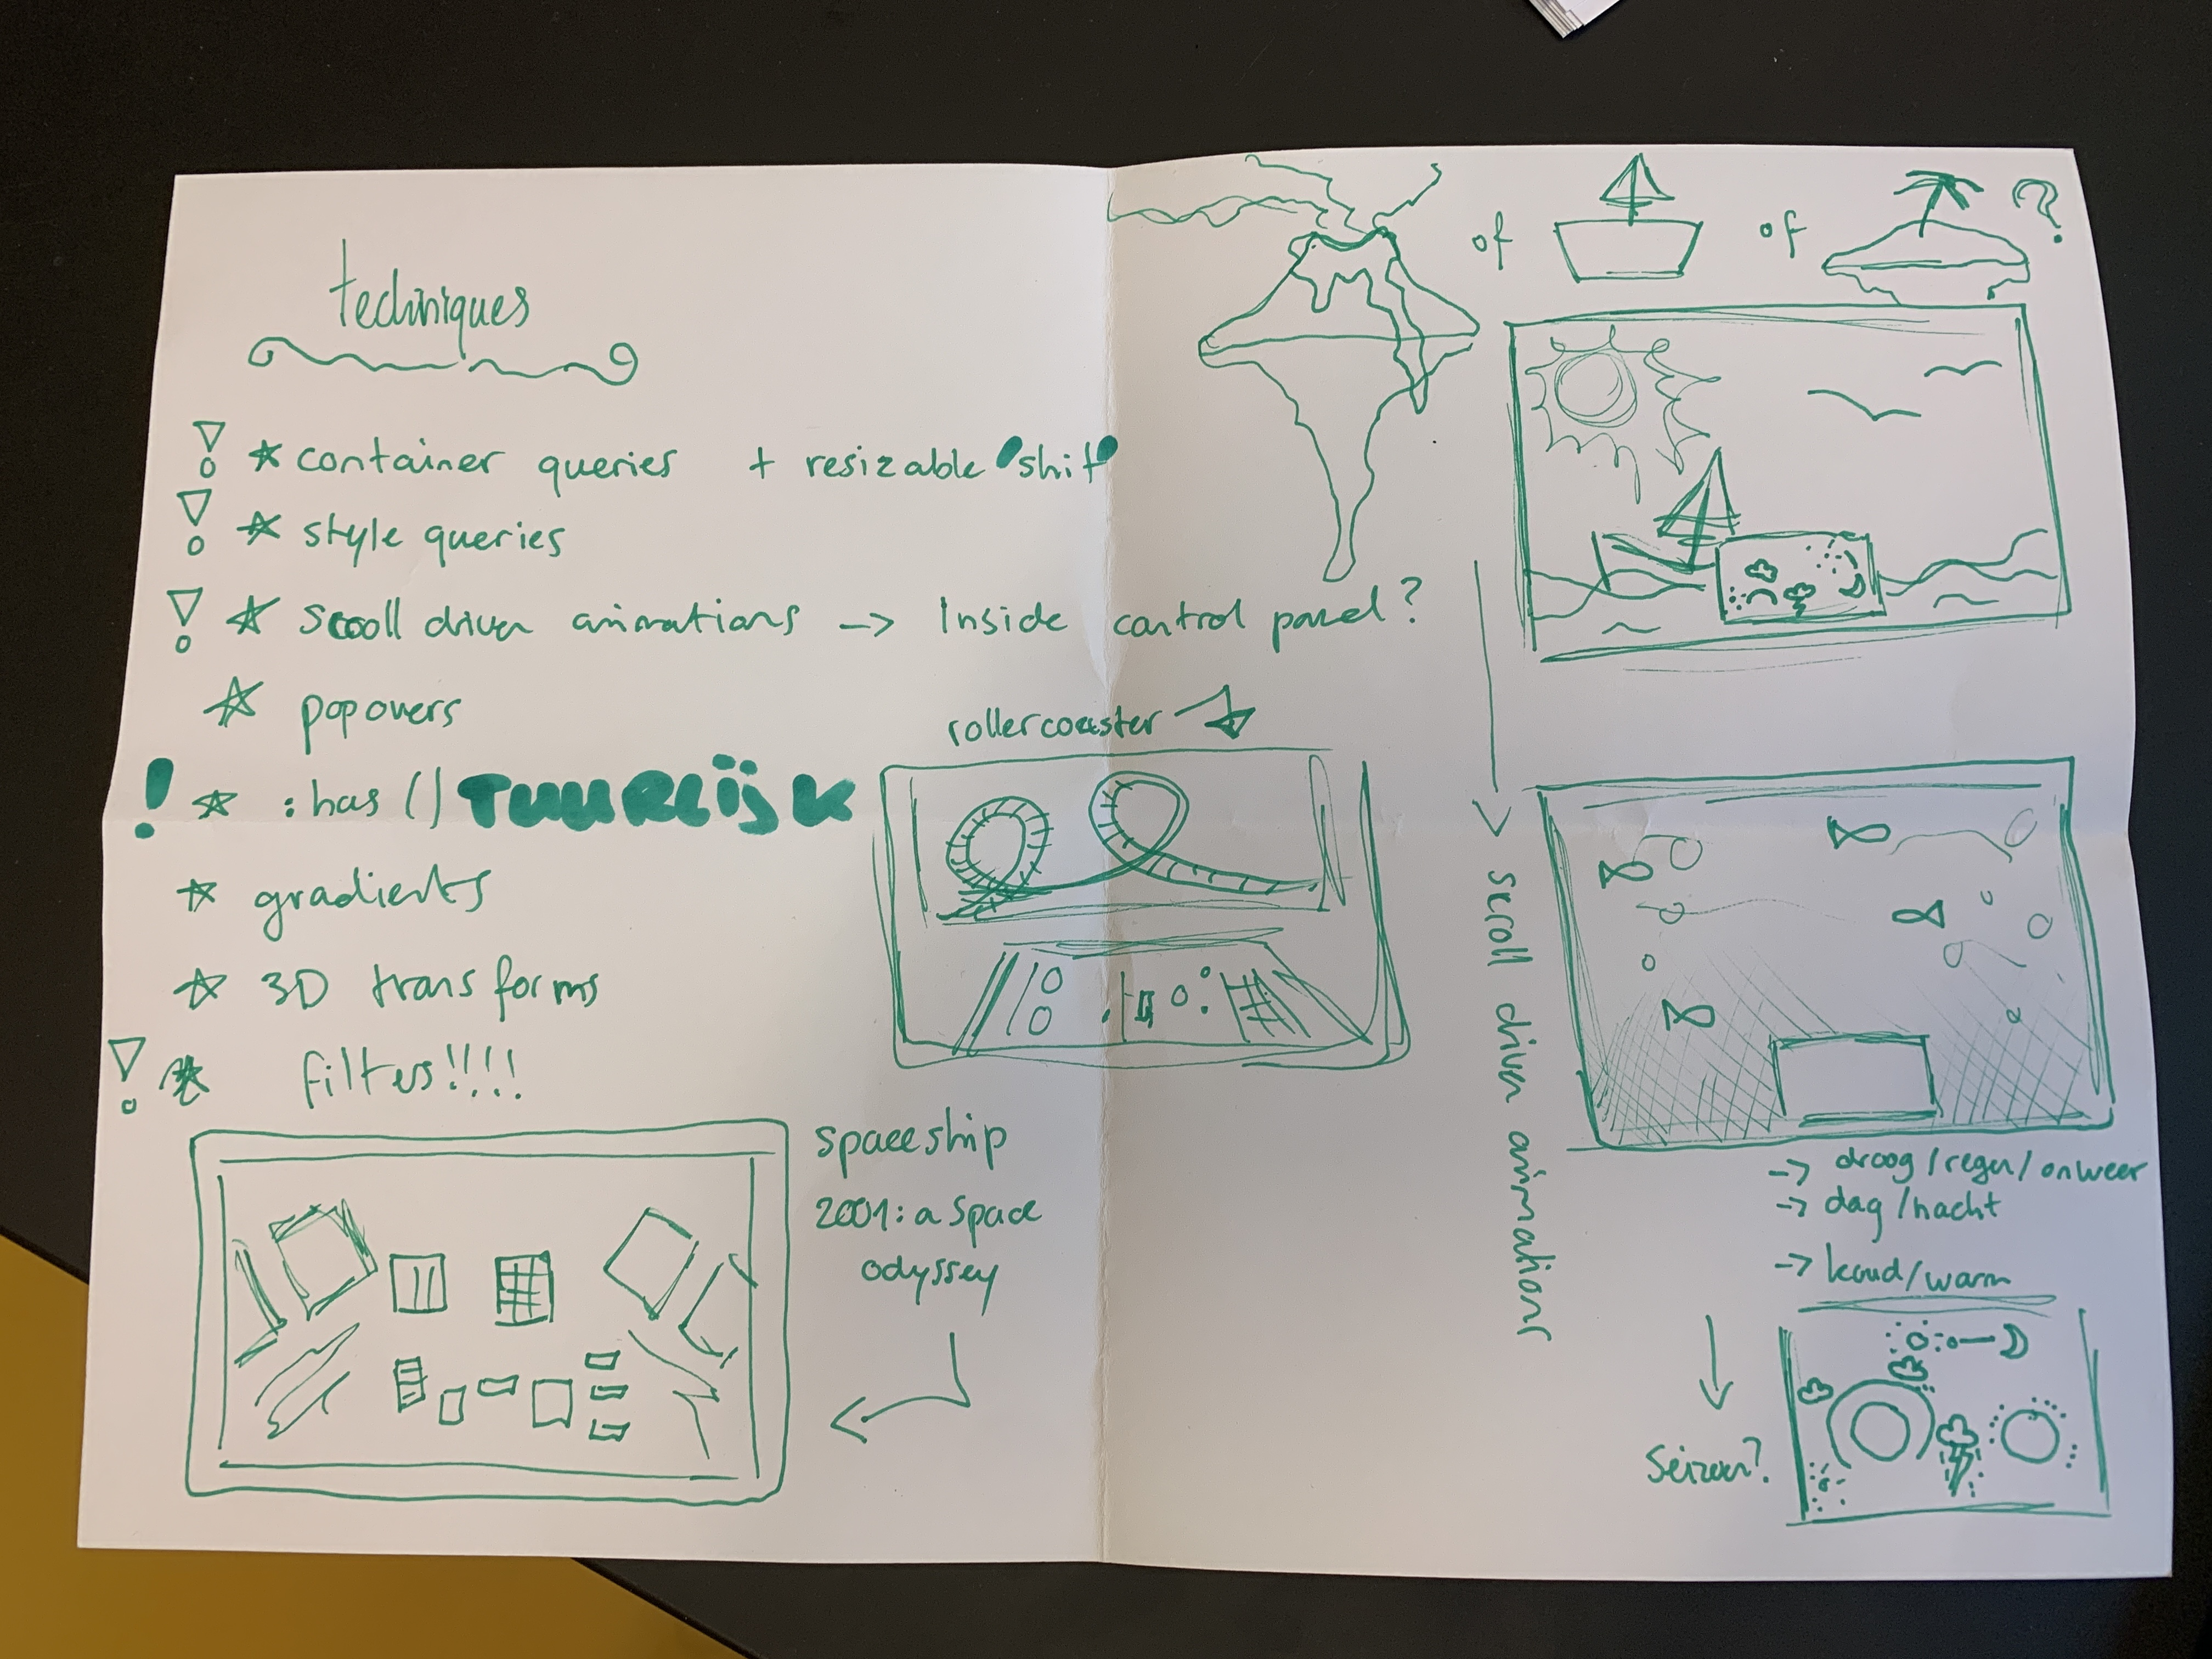 techniques
! * container queries + resizable 'shit'
! * style queries
! * Scooll driven animations -> Inside control panel?
* popovers
! * :has () TUURLIJK
* gradients
* 3D transforms
! * filters!!!!
rollercoaster
spaceship
2001: a space
odyssey
of of ?
scroll driven animations
-> droog/regen/onweer
-> dag/nacht
-> koud/warm
Seizoen?